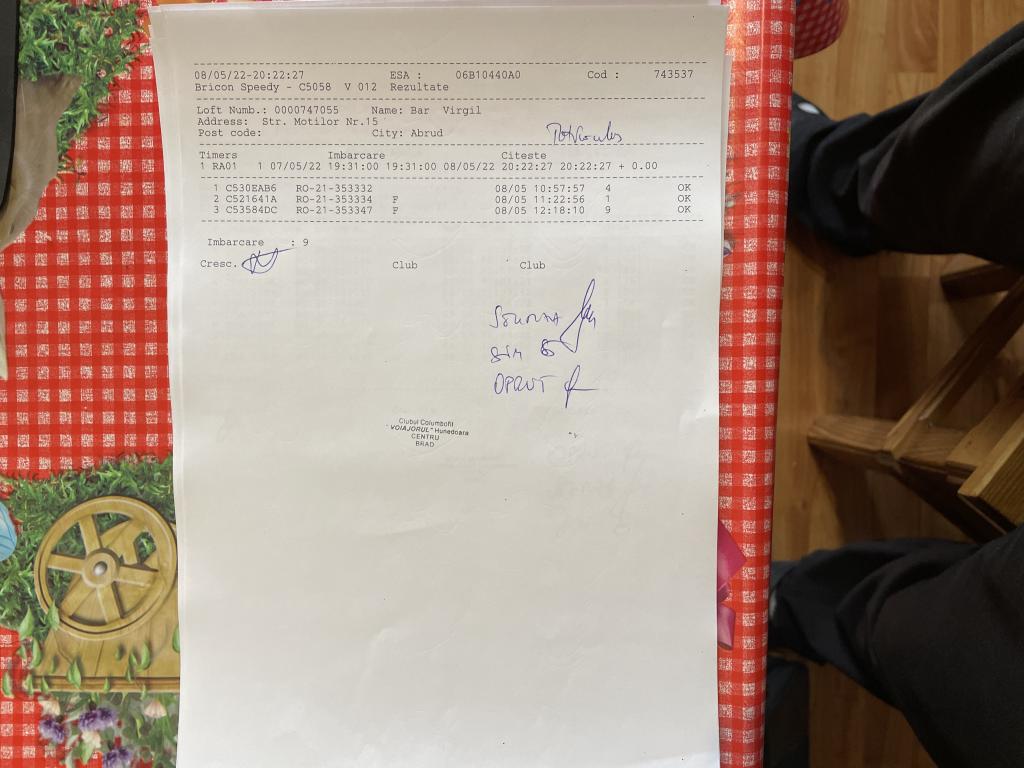 08/05/22-20:22:27 ESA : 06B10440A0 Cod : 743537
Bricon Speedy - C5058 V 012 Rezultate
Loft Numb.: 0000747055 Name: Bar Virgil
Address: Str. Motilor Nr.15
Post code: City: Abrud
Timers Imbarcare Citeste
1 RA01 1 07/05/22 19:31:00 19:31:00 08/05/22 20:22:27 20:22:27 + 0.00
1 C530EAB6 RO-21-353332 08/05 10:57:57 4 OK
2 C521641A RO-21-353334 F 08/05 11:22:56 1 OK
3 C53584DC RO-21-353347 F 08/05 12:18:10 9 OK
Imbarcare : 9
Cresc. Club Club
OPRUT
Clubul Columbofil
"VOIAJORUL" Hunedoara
CENTRU
BRAD